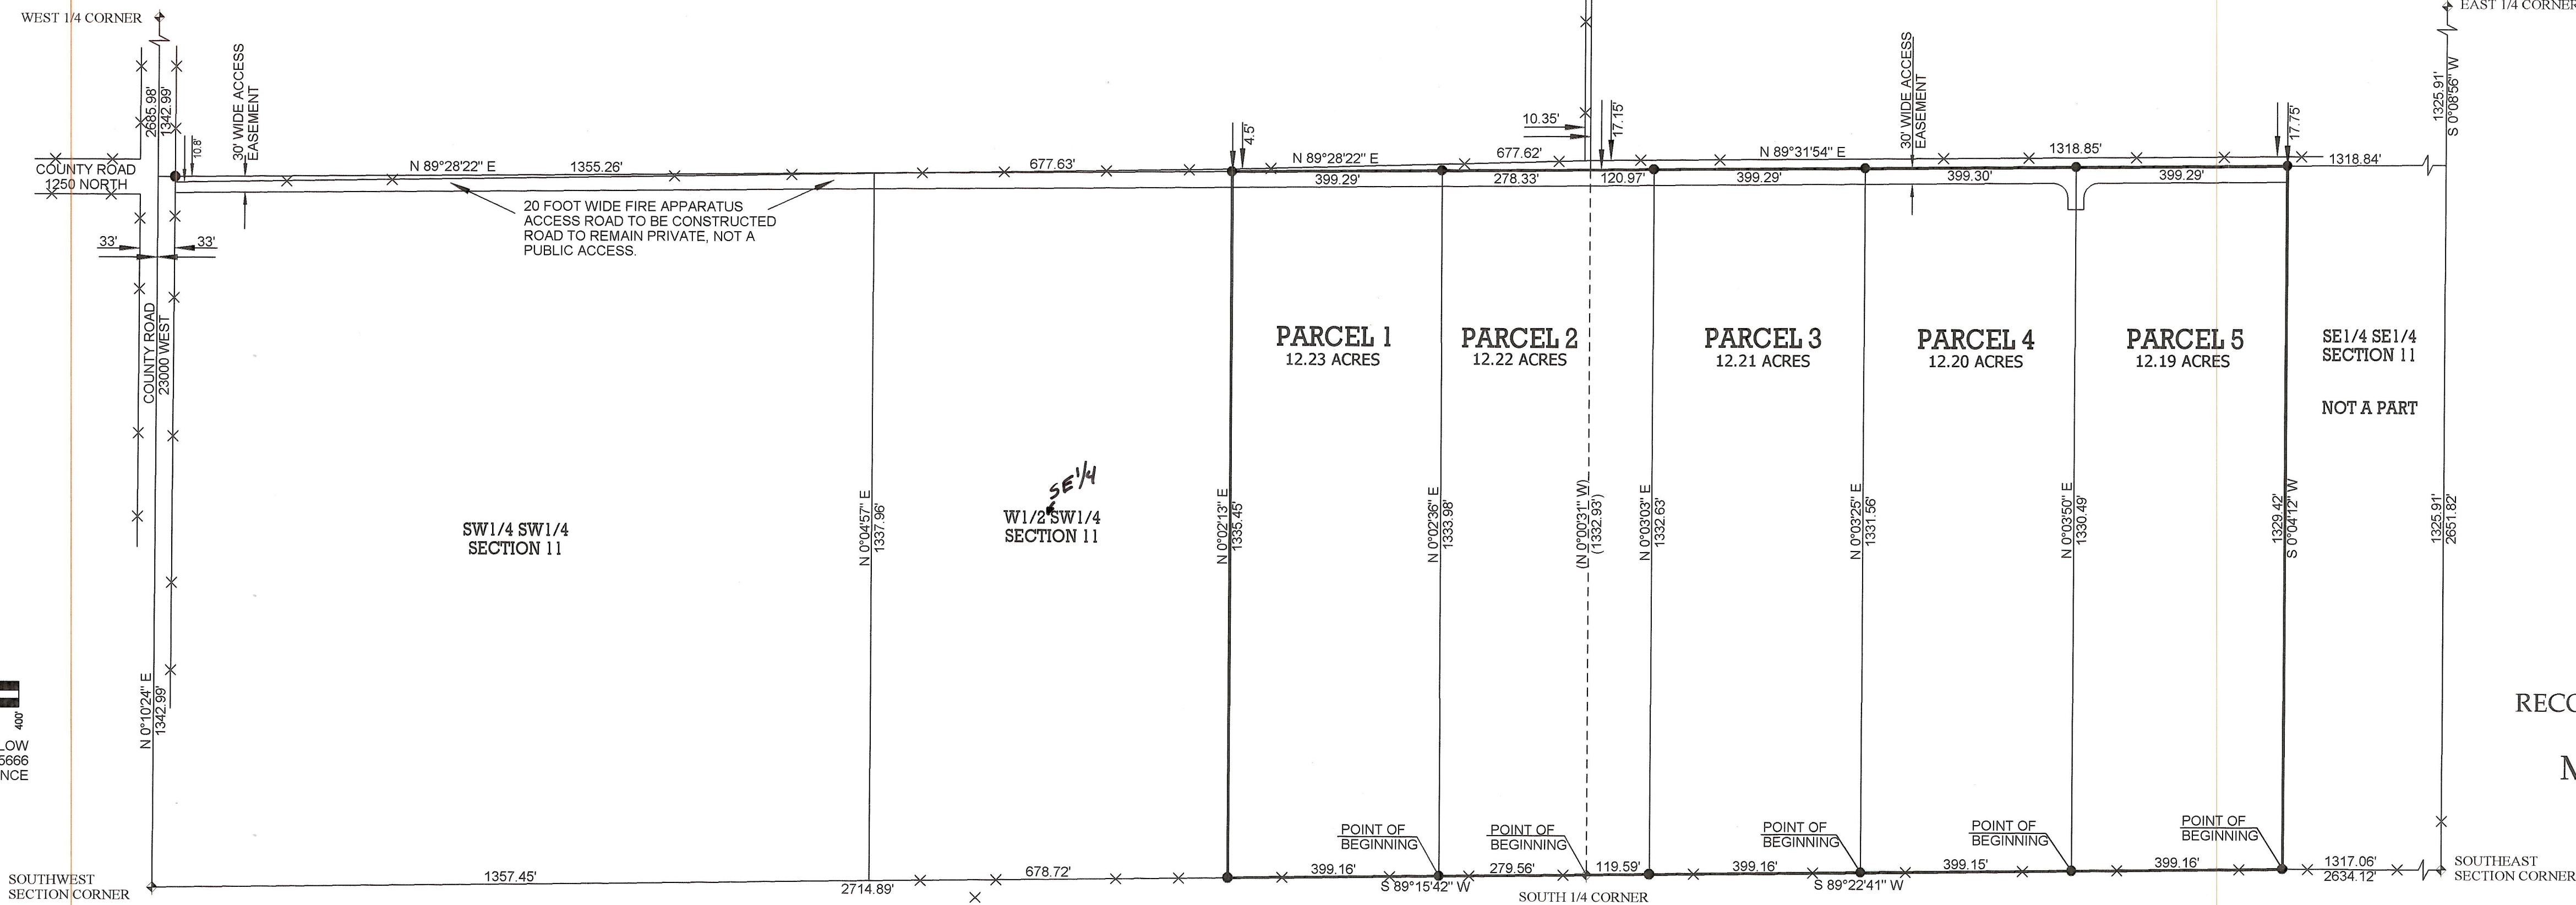 WEST 1/4 CORNER
EAST 1/4 CORNER
2685.98'
1342.99'
10.8'
30' WIDE ACCESS
EASEMENT
COUNTY ROAD
1250 NORTH
N 89°28'22" E
1355.26'
677.63'
4.5'
N 89°28'22" E
10.35'
677.62'
17.15'
N 89°31'54" E
30' WIDE ACCESS
EASEMENT
1318.85'
17.75'
1318.84'
1325.91'
S 0°08'56" W
399.29'
278.33'
120.97'
399.29'
399.30'
399.29'
20 FOOT WIDE FIRE APPARATUS
ACCESS ROAD TO BE CONSTRUCTED
ROAD TO REMAIN PRIVATE, NOT A
PUBLIC ACCESS.
33'
33'
COUNTY ROAD
23000 WEST
PARCEL 1
12.23 ACRES
PARCEL 2
12.22 ACRES
PARCEL 3
12.21 ACRES
PARCEL 4
12.20 ACRES
PARCEL 5
12.19 ACRES
SE1/4 SE1/4
SECTION 11
NOT A PART
SE 1/4
SW1/4 SW1/4
SECTION 11
N 0°04'57" E
1337.96'
W1/2 SW1/4
SECTION 11
N 0°02'13" E
1335.45'
N 0°02'36" E
1333.98'
(N 0°00'31" W)
(1332.93')
N 0°03'03" E
1332.63'
N 0°03'25" E
1331.56'
N 0°03'50" E
1330.49'
1329.42'
S 0°04'12" W
1325.91'
2651.82'
N 0°10'24" E
1342.99'
400'
LOW
5666
NCE
RECO
M
POINT OF
BEGINNING
POINT OF
BEGINNING
POINT OF
BEGINNING
POINT OF
BEGINNING
POINT OF
BEGINNING
SOUTHWEST
SECTION CORNER
1357.45'
2714.89'
678.72'
399.16'
S 89°15'42" W
279.56'
119.59'
SOUTH 1/4 CORNER
399.16'
S 89°22'41" W
399.15'
399.16'
1317.06'
2634.12'
SOUTHEAST
SECTION CORNER